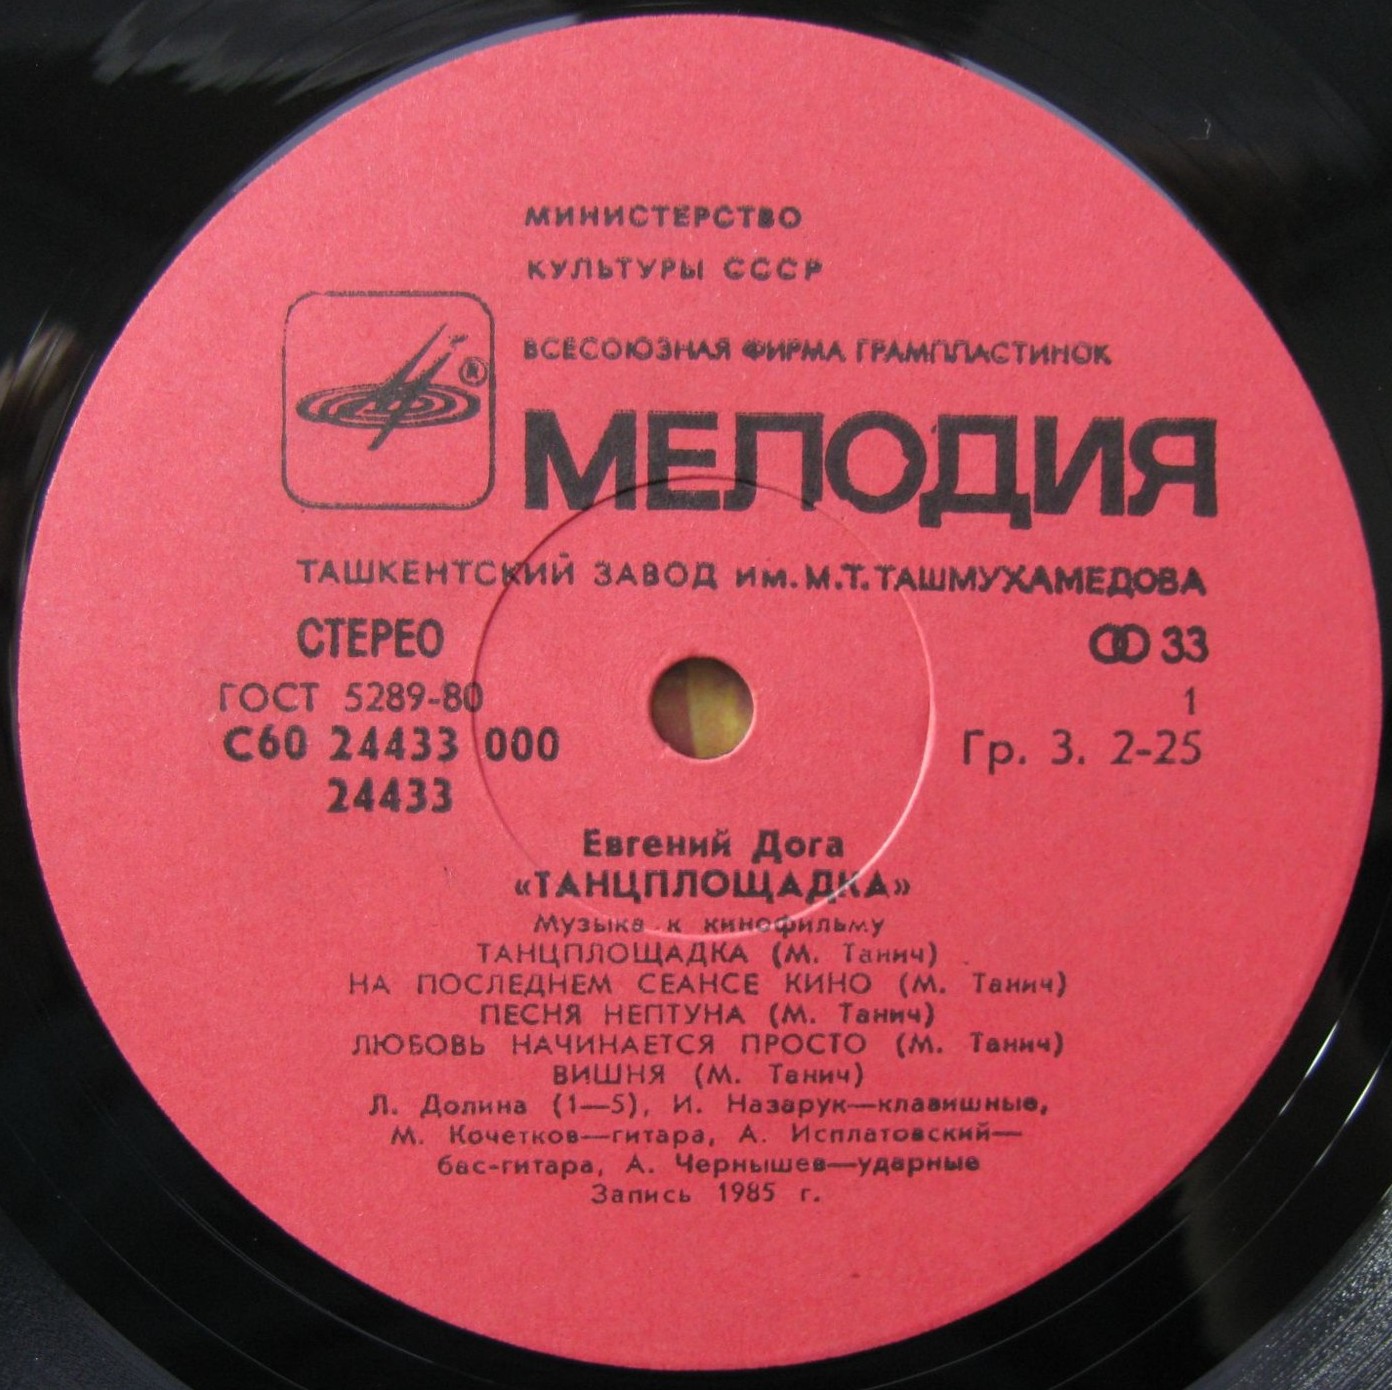 МИНИСТЕРСТВО
КУЛЬТУРЫ СССР
ВСЕСОЮЗНАЯ ФИРМА ГРАМПЛАСТИНОК
®
МЕЛОДИЯ
ТАШКЕНТСКИЙ ЗАВОД им. М.Т. ТАШМУХАМЕДОВА
СТЕРЕО
33
ГОСТ 5289-80
1
С60 24433 000
Гр. 3. 2-25
24433
Евгений Дога
«ТАНЦПЛОЩАДКА»
Музыка к кинофильму
ТАНЦПЛОЩАДКА (М. Танич)
НА ПОСЛЕДНЕМ СЕАНСЕ КИНО (М. Танич)
ПЕСНЯ НЕПТУНА (М. Танич)
ЛЮБОВЬ НАЧИНАЕТСЯ ПРОСТО (М. Танич)
ВИШНЯ (М. Танич)
Л. Долина (1—5), И. Назарук—клавишные,
М. Кочетков—гитара, А. Исплатовский—
бас-гитара, А. Чернышев—ударные
Запись 1985 г.